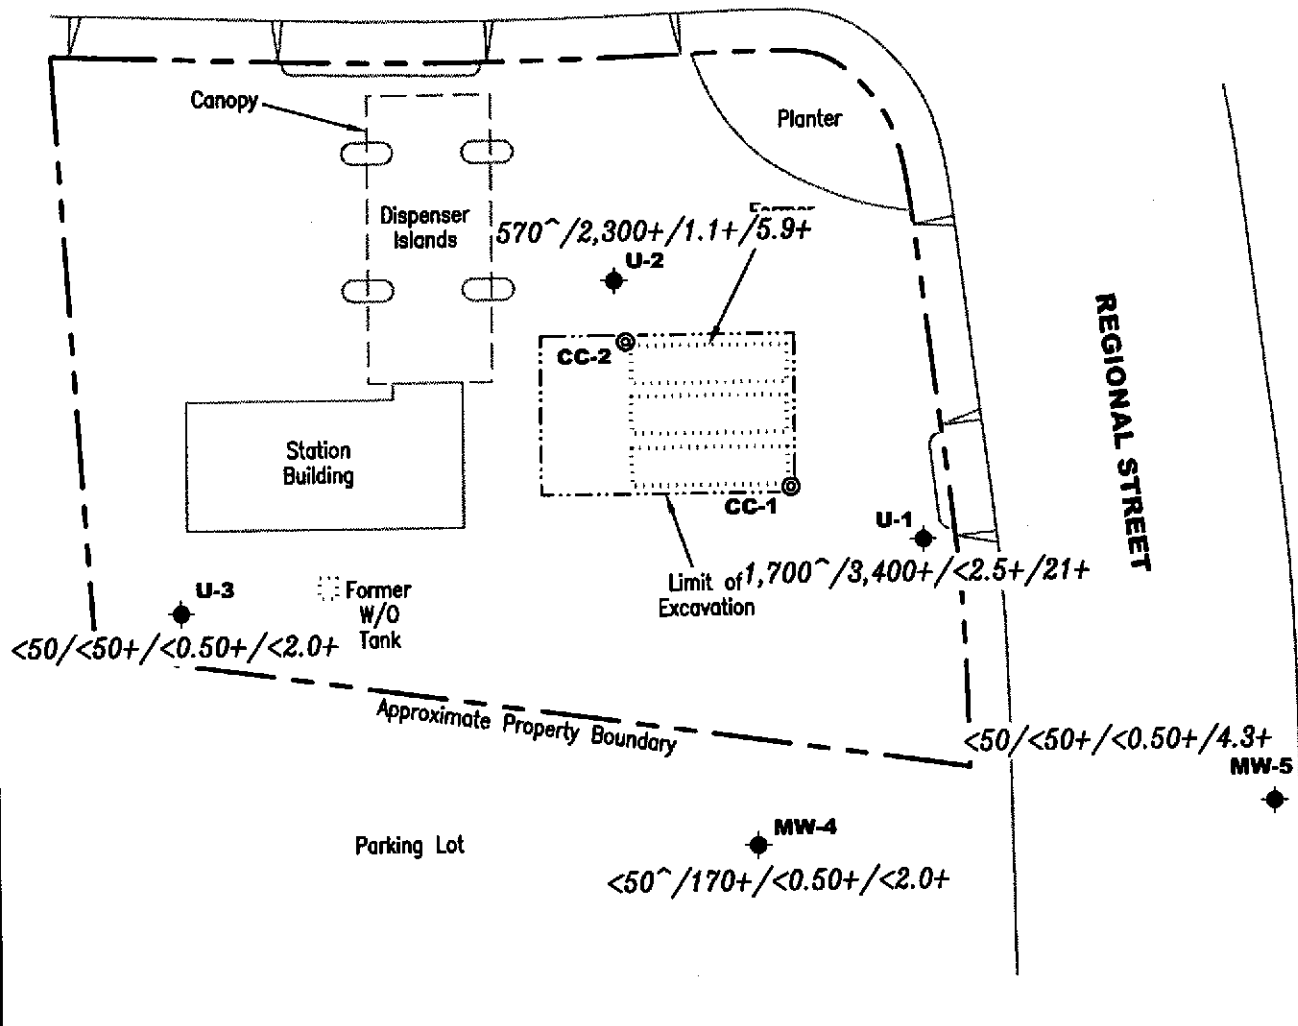 Canopy
Planter
Dispenser
Islands
570^/2,300+/1.1+/5.9+
U-2
REGIONAL STREET
CC-2
Station
Building
CC-1
U-1
1,700^/3,400+/<2.5+/21+
Limit of
Excavation
U-3
Former
W/O
Tank
<50/<50+/<0.50+/<2.0+
Approximate Property Boundary
<50/<50+/<0.50+/4.3+
MW-5
MW-4
Parking Lot
<50^/170+/<0.50+/<2.0+